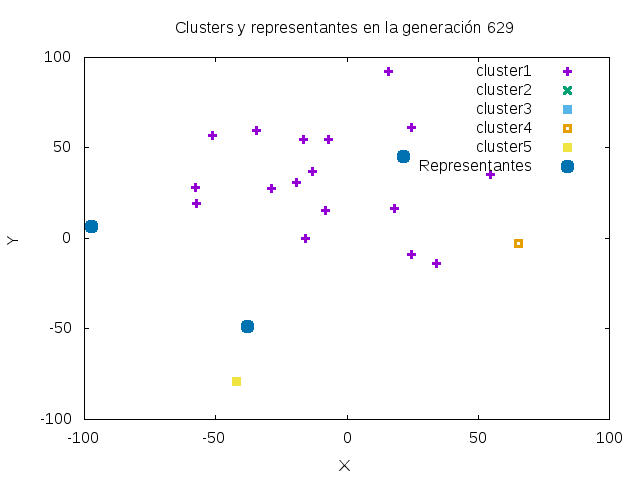 Clusters y representantes en la generación 629
100
50
0
-50
-100
-100 -50 0 50 100
Y
X
cluster1
cluster2
cluster3
cluster4
cluster5
Representantes